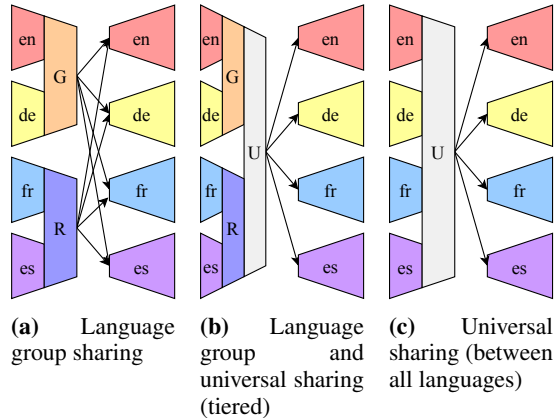 en G en
de de
fr R fr
es es
en G en
de U de
fr R fr
es es
en en
de U de
fr fr
es es
(a) Language
group sharing
(b) Language
group and
universal sharing
(tiered)
(c) Universal
sharing (between
all languages)